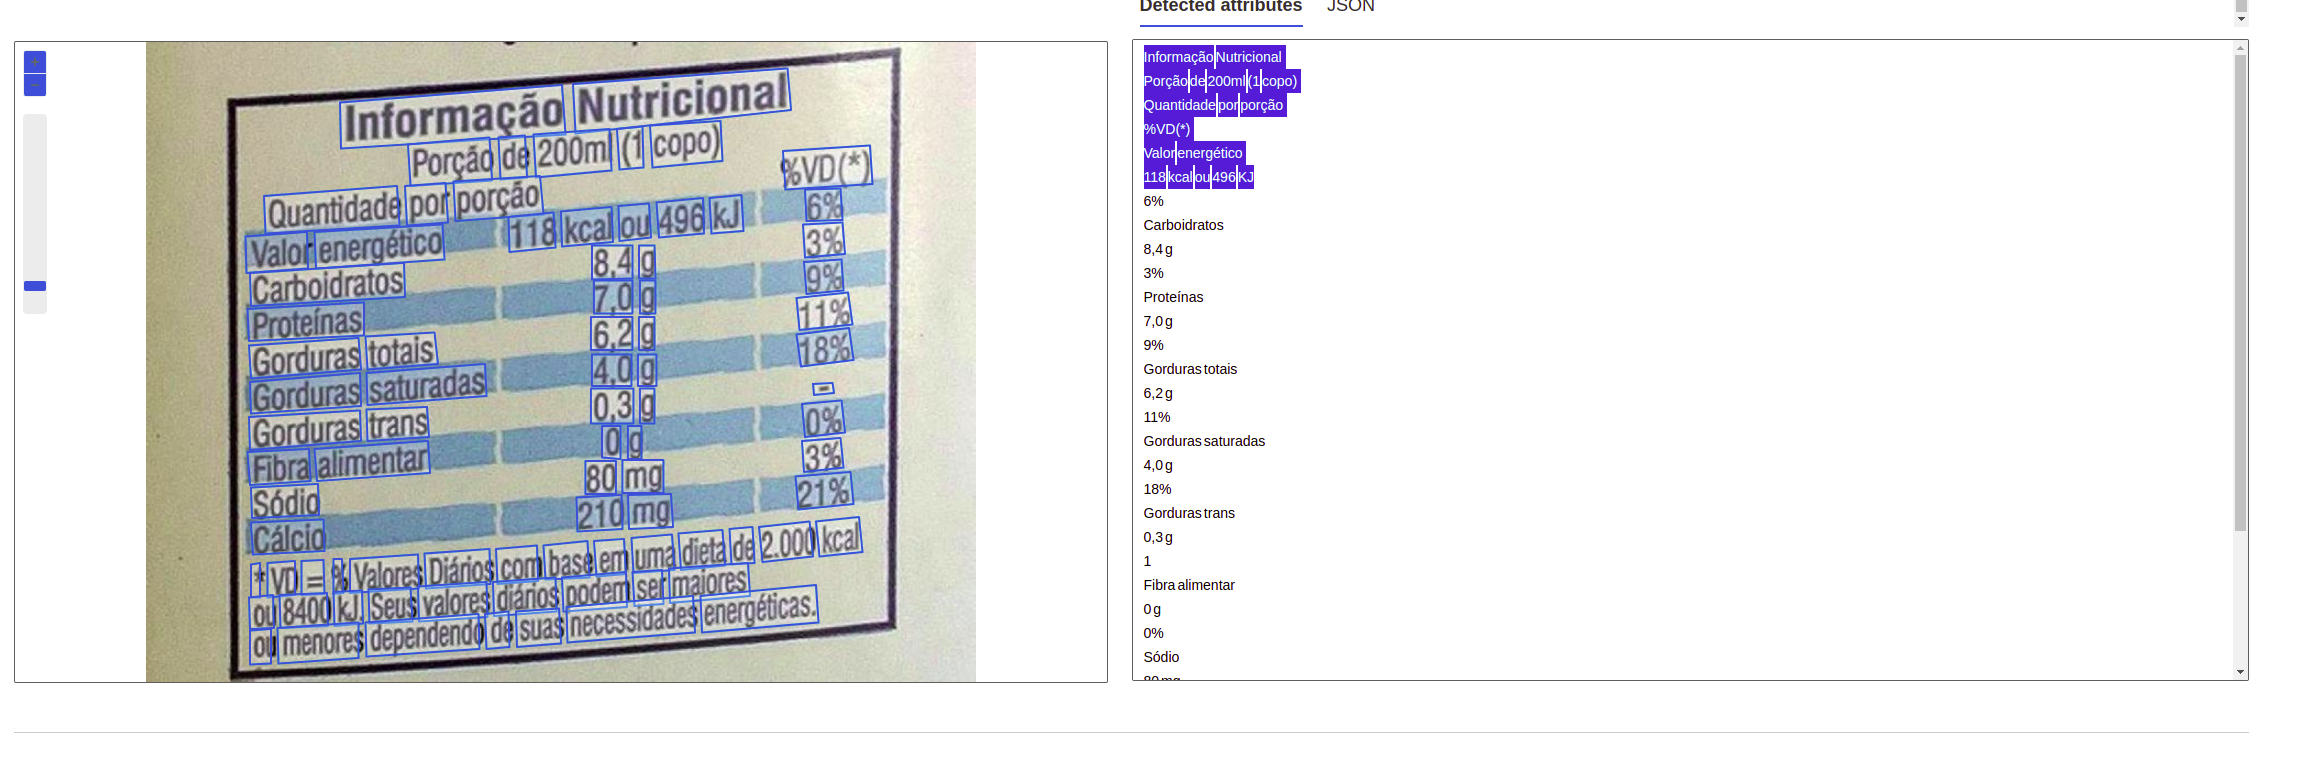 Detected attributes JSON
+
-
Informação Nutricional
Porção de 200ml (1 copo)
Quantidade por porção %VD(*)
Valor energético 118 kcal ou 496 kJ 6%
Carboidratos 8,4 g 3%
Proteínas 7,0 g 9%
Gorduras totais 6,2 g 11%
Gorduras saturadas 4,0 g 18%
Gorduras trans 0,3 g -
Fibra alimentar 0 g 0%
Sódio 80 mg 3%
Cálcio 210 mg 21%
* VD = % Valores Diários com base em uma dieta de 2.000 kcal
ou 8400 kJ. Seus valores diários podem ser maiores
ou menores dependendo de suas necessidades energéticas.
Informação Nutricional
Porção de 200ml (1 copo)
Quantidade por porção
%VD(*)
Valor energético
118 kcal ou 496 KJ
6%
Carboidratos
8,4 g
3%
Proteínas
7,0 g
9%
Gorduras totais
6,2 g
11%
Gorduras saturadas
4,0 g
18%
Gorduras trans
0,3 g
1
Fibra alimentar
0 g
0%
Sódio
80 mg